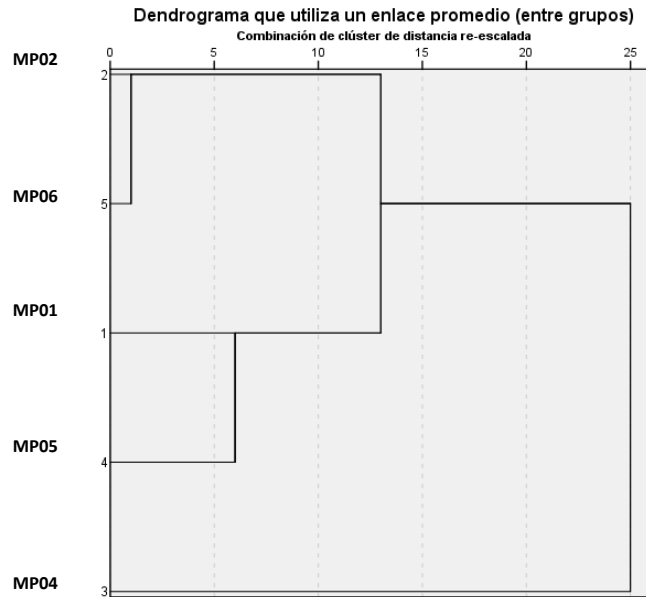 Dendrograma que utiliza un enlace promedio (entre grupos)
Combinación de clúster de distancia re-escalada
0 5 10 15 20 25
MP02 2
MP06 5
MP01 1
MP05 4
MP04 3